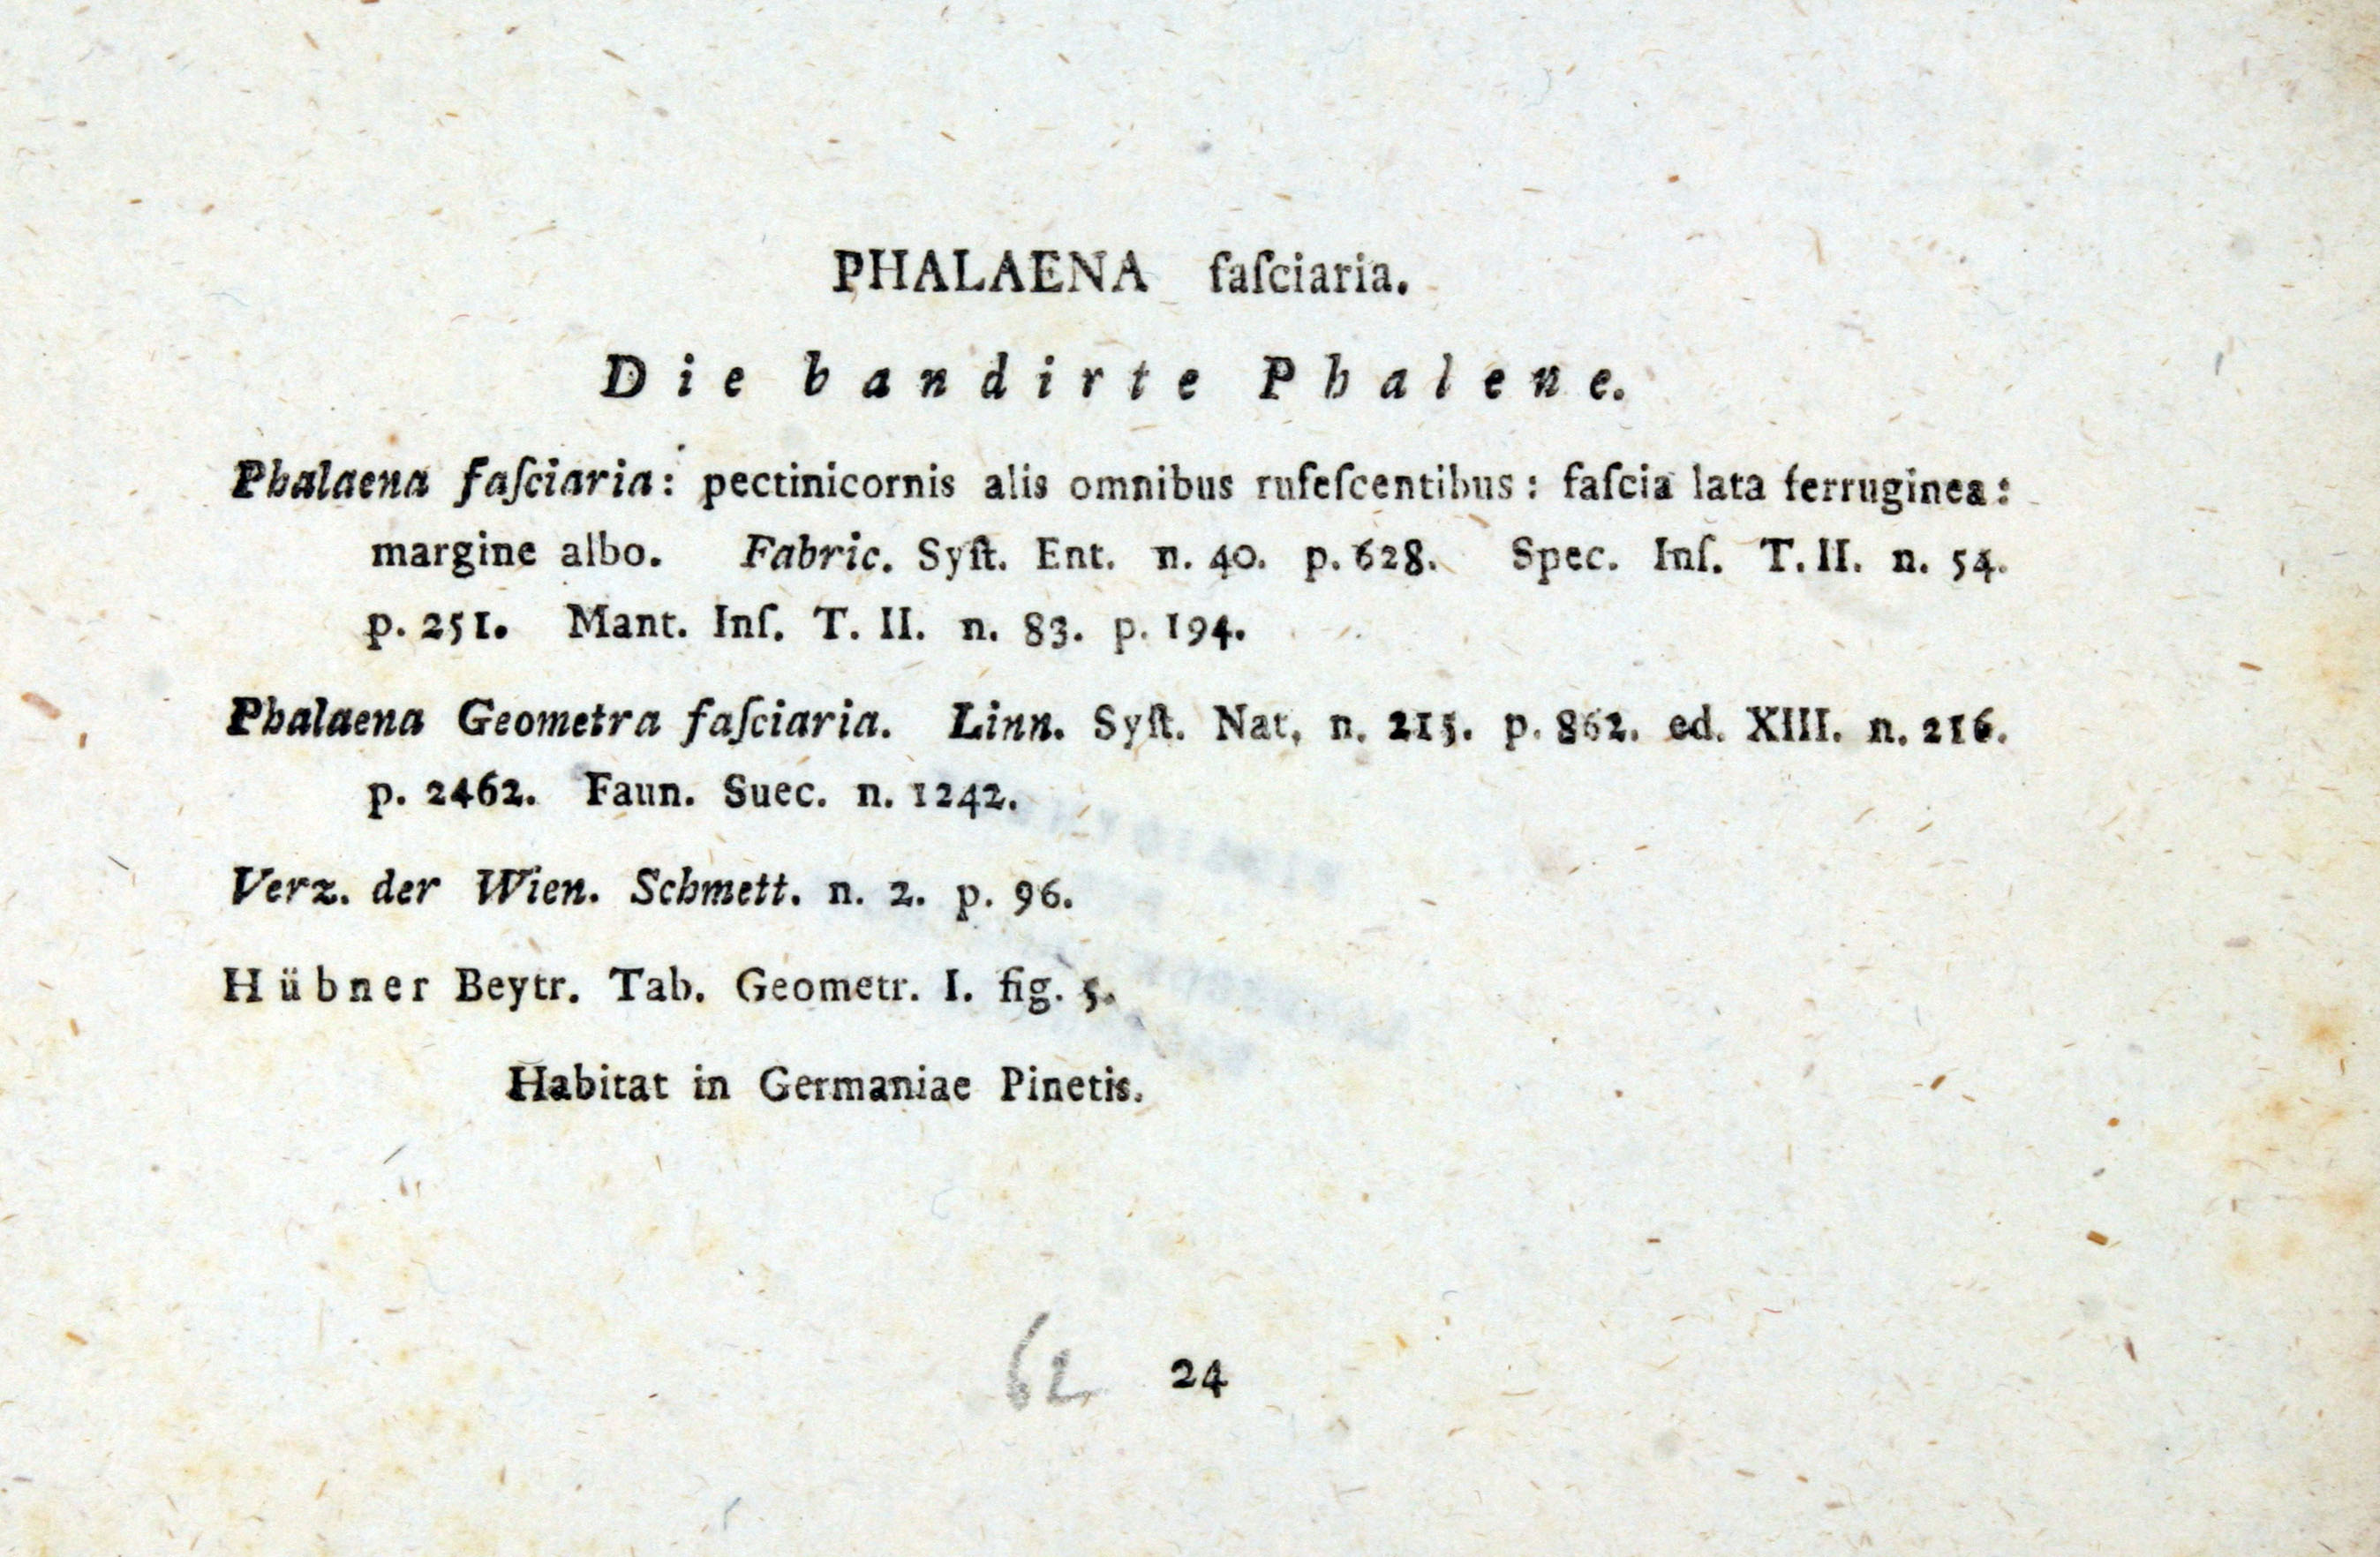 PHALAENA faſciaria.
Die bandirte Phalene.
Phalaena faſciaria: pectinicornis alis omnibus rufeſcentibus: faſcia lata ferruginea:
margine albo. Fabric. Syſt. Ent. n. 40. p. 628. Spec. Inſ. T. II. n. 54.
p. 251. Mant. Inſ. T. II. n. 83. p. 194.
Phalaena Geometra faſciaria. Linn. Syſt. Nat. n. 215. p. 862. ed. XIII. n. 216.
p. 2462. Faun. Suec. n. 1242.
Verz. der Wien. Schmett. n. 2. p. 96.
Hübner Beytr. Tab. Geometr. I. fig. 5.
Habitat in Germaniae Pinetis.
62 24